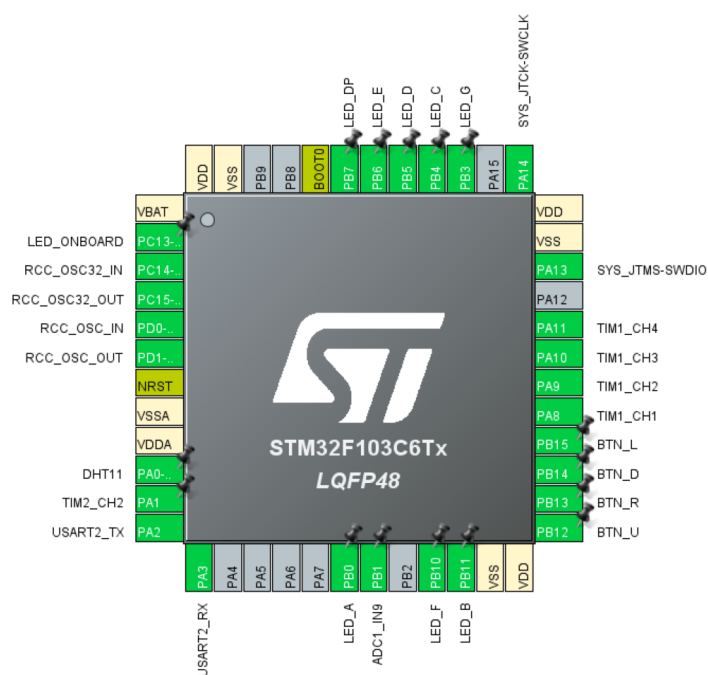 SYS_JTCK-SWCLK
LED_DP
LED_E
LED_D
LED_C
LED_G
VDD
VSS
PB9
PB8
BOOT0
PB7
PB6
PB5
PB4
PB3
PA15
PA14
VBAT
VDD
LED_ONBOARD PC13-..
VSS
RCC_OSC32_IN PC14-..
PA13 SYS_JTMS-SWDIO
RCC_OSC32_OUT PC15-..
PA12
RCC_OSC_IN PD0-..
PA11 TIM1_CH4
RCC_OSC_OUT PD1-..
PA10 TIM1_CH3
NRST
PA9 TIM1_CH2
VSSA
PA8 TIM1_CH1
VDDA
PB15 BTN_L
DHT11 PA0-..
PB14 BTN_D
TIM2_CH2 PA1
PB13 BTN_R
USART2_TX PA2
PB12 BTN_U
ST
STM32F103C6Tx
LQFP48
PA3
PA4
PA5
PA6
PA7
PB0
PB1
PB2
PB10
PB11
VSS
VDD
USART2_RX
LED_A
ADC1_IN9
LED_F
LED_B